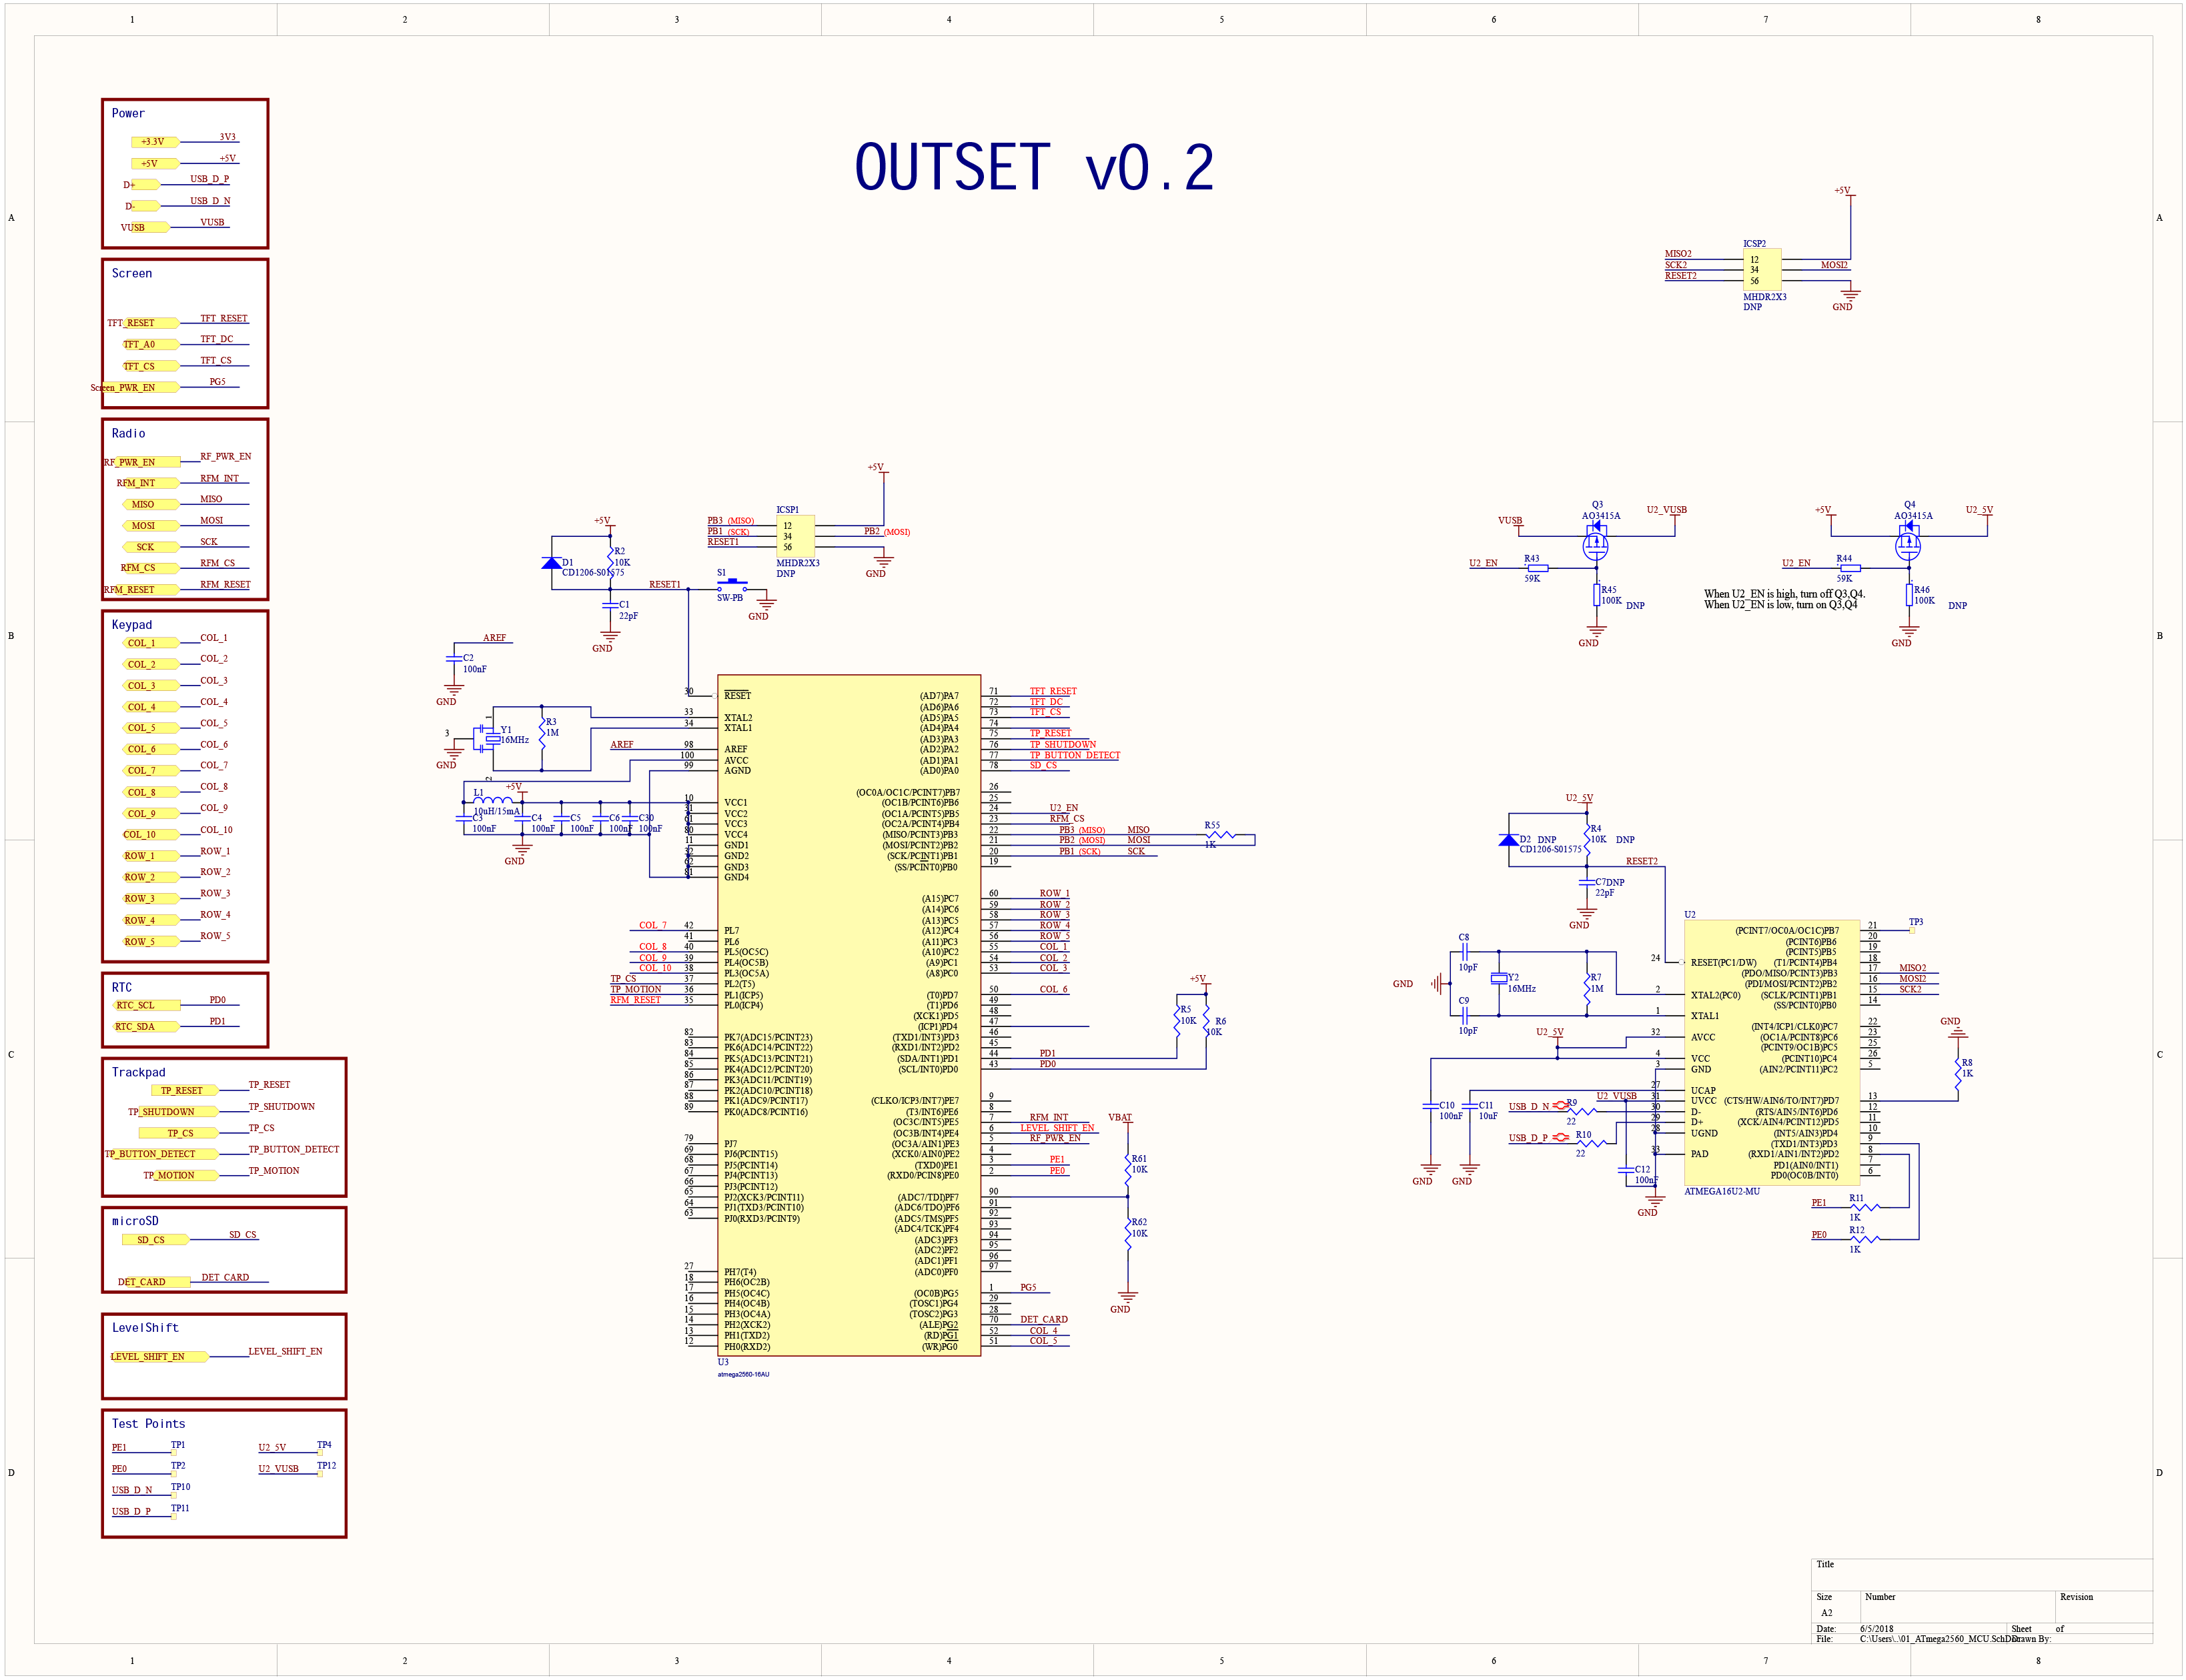 1 2 3 4 5 6 7 8
OUTSET v0.2
A
B
C
D
Power
+3.3V 3V3
+5V +5V
D+ USB_D_P
D- USB_D_N
VUSB VUSB
Screen
TFT_RESET TFT_RESET
TFT_A0 TFT_DC
TFT_CS TFT_CS
Screen_PWR_EN PG5
Radio
RF_PWR_EN RF_PWR_EN
RFM_INT RFM_INT
MISO MISO
MOSI MOSI
SCK SCK
RFM_CS RFM_CS
RFM_RESET RFM_RESET
Keypad
COL_1 COL_1
COL_2 COL_2
COL_3 COL_3
COL_4 COL_4
COL_5 COL_5
COL_6 COL_6
COL_7 COL_7
COL_8 COL_8
COL_9 COL_9
COL_10 COL_10
ROW_1 ROW_1
ROW_2 ROW_2
ROW_3 ROW_3
ROW_4 ROW_4
ROW_5 ROW_5
RTC
RTC_SCL PD0
RTC_SDA PD1
Trackpad
TP_RESET TP_RESET
TP_SHUTDOWN TP_SHUTDOWN
TP_CS TP_CS
TP_BUTTON_DETECT TP_BUTTON_DETECT
TP_MOTION TP_MOTION
microSD
SD_CS SD_CS
DET_CARD DET_CARD
LevelShift
LEVEL_SHIFT_EN LEVEL_SHIFT_EN
Test Points
PE1 TP1 U2_5V TP4
PE0 TP2 U2_VUSB TP12
USB_D_N TP10
USB_D_P TP11
+5V
ICSP1
PB3 (MISO) 12
PB1 (SCK) 34 PB2 (MOSI)
RESET1 56
MHDR2X3
DNP
GND
+5V
R2
10K
D1
CD1206-S01575
RESET1
S1
SW-PB
GND
C1
22pF
GND
AREF
C2
100nF
GND
Y1
16MHz
1
2
3
GND
R3
1M
AREF
L1
10uH/15mA
+5V
C3
100nF
C4
100nF
C5
100nF
C6
100nF
C30
100nF
GND
30 RESET
33 XTAL2
34 XTAL1
98 AREF
100 AVCC
99 AGND
10 VCC1
31 VCC2
61 VCC3
80 VCC4
11 GND1
32 GND2
62 GND3
81 GND4
COL_7 42 PL7
41 PL6
COL_8 40 PL5(OC5C)
COL_9 39 PL4(OC5B)
COL_10 38 PL3(OC5A)
TP_CS 37 PL2(T5)
TP_MOTION 36 PL1(ICP5)
RFM_RESET 35 PL0(ICP4)
82 PK7(ADC15/PCINT23)
83 PK6(ADC14/PCINT22)
84 PK5(ADC13/PCINT21)
85 PK4(ADC12/PCINT20)
86 PK3(ADC11/PCINT19)
87 PK2(ADC10/PCINT18)
88 PK1(ADC9/PCINT17)
89 PK0(ADC8/PCINT16)
79 PJ7
69 PJ6(PCINT15)
68 PJ5(PCINT14)
67 PJ4(PCINT13)
66 PJ3(PCINT12)
65 PJ2(XCK3/PCINT11)
64 PJ1(TXD3/PCINT10)
63 PJ0(RXD3/PCINT9)
27 PH7(T4)
18 PH6(OC2B)
17 PH5(OC4C)
16 PH4(OC4B)
15 PH3(OC4A)
14 PH2(XCK2)
13 PH1(TXD2)
12 PH0(RXD2)
U3
atmega2560-16AU
(AD7)PA7 71 TFT_RESET
(AD6)PA6 72 TFT_DC
(AD5)PA5 73 TFT_CS
(AD4)PA4 74
(AD3)PA3 75 TP_RESET
(AD2)PA2 76 TP_SHUTDOWN
(AD1)PA1 77 TP_BUTTON_DETECT
(AD0)PA0 78 SD_CS
(OC0A/OC1C/PCINT7)PB7 26
(OC1B/PCINT6)PB6 25
(OC1A/PCINT5)PB5 24 U2_EN
(OC2A/PCINT4)PB4 23 RFM_CS
(MISO/PCINT3)PB3 22 PB3 (MISO) MISO
(MOSI/PCINT2)PB2 21 PB2 (MOSI) MOSI
(SCK/PCINT1)PB1 20 PB1 (SCK) SCK
(SS/PCINT0)PB0 19
R55
1K
(A15)PC7 60 ROW_1
(A14)PC6 59 ROW_2
(A13)PC5 58 ROW_3
(A12)PC4 57 ROW_4
(A11)PC3 56 ROW_5
(A10)PC2 55 COL_1
(A9)PC1 54 COL_2
(A8)PC0 53 COL_3
(T0)PD7 50 COL_6
(T1)PD6 49
(XCK1)PD5 48
(ICP1)PD4 47
(TXD1/INT3)PD3 46
(RXD1/INT2)PD2 45
(SDA/INT1)PD1 44 PD1
(SCL/INT0)PD0 43 PD0
+5V
R5
10K
R6
10K
(CLKO/ICP3/INT7)PE7 9
(T3/INT6)PE6 8
(OC3C/INT5)PE5 7 RFM_INT
(OC3B/INT4)PE4 6 LEVEL_SHIFT_EN
(OC3A/AIN1)PE3 5 RF_PWR_EN
(XCK0/AIN0)PE2 4
(TXD0)PE1 3 PE1
(RXD0/PCIN8)PE0 2 PE0
(ADC7/TDI)PF7 90
(ADC6/TDO)PF6 91
(ADC5/TMS)PF5 92
(ADC4/TCK)PF4 93
(ADC3)PF3 94
(ADC2)PF2 95
(ADC1)PF1 96
(ADC0)PF0 97
VBAT
R61
10K
R62
10K
GND
(OC0B)PG5 1 PG5
(TOSC1)PG4 29
(TOSC2)PG3 28
(ALE)PG2 70 DET_CARD
(RD)PG1 52 COL_4
(WR)PG0 51 COL_5
+5V
ICSP2
MISO2 12
SCK2 34 MOSI2
RESET2 56
MHDR2X3
DNP
GND
Q3
AO3415A
VUSB
U2_VUSB
U2_EN
R43
59K
R45
100K
DNP
GND
Q4
AO3415A
+5V
U2_5V
U2_EN
R44
59K
R46
100K
DNP
GND
When U2_EN is high, turn off Q3,Q4.
When U2_EN is low, turn on Q3,Q4
U2_5V
D2 DNP
CD1206-S01575
R4
10K DNP
RESET2
C7 DNP
22pF
GND
C8
10pF
C9
10pF
GND
Y2
16MHz
R7
1M
U2_5V
C10
100nF
GND
C11
10uF
GND
U2_VUSB
USB_D_N R9
22
USB_D_P R10
22
C12
100nF
GND
U2
24 RESET(PC1/DW)
2 XTAL2(PC0)
1 XTAL1
32 AVCC
4 VCC
3 GND
27 UCAP
31 UVCC
30 D-
29 D+
28 UGND
33 PAD
ATMEGA16U2-MU
(PCINT7/OC0A/OC1C)PB7 21 TP3
(PCINT6)PB6 20
(PCINT5)PB5 19
(T1/PCINT4)PB4 18
(PDO/MISO/PCINT3)PB3 17 MISO2
(PDI/MOSI/PCINT2)PB2 16 MOSI2
(SCLK/PCINT1)PB1 15 SCK2
(SS/PCINT0)PB0 14
(INT4/ICP1/CLK0)PC7 22
(OC1A/PCINT8)PC6 23
(PCINT9/OC1B)PC5 25
(PCINT10)PC4 26
(AIN2/PCINT11)PC2 5
(CTS/HW/AIN6/TO/INT7)PD7 13
(RTS/AIN5/INT6)PD6 12
(XCK/AIN4/PCINT12)PD5 11
(INT5/AIN3)PD4 10
(TXD1/INT3)PD3 9
(RXD1/AIN1/INT2)PD2 8
PD1(AIN0/INT1) 7
PD0(OC0B/INT0) 6
GND
R8
1K
PE1 R11
1K
PE0 R12
1K
Title
Size Number Revision
A2
Date: 6/5/2018 Sheet of
File: C:\Users\..\01_ATmega2560_MCU.SchDoc Drawn By:
A
B
C
D
1 2 3 4 5 6 7 8